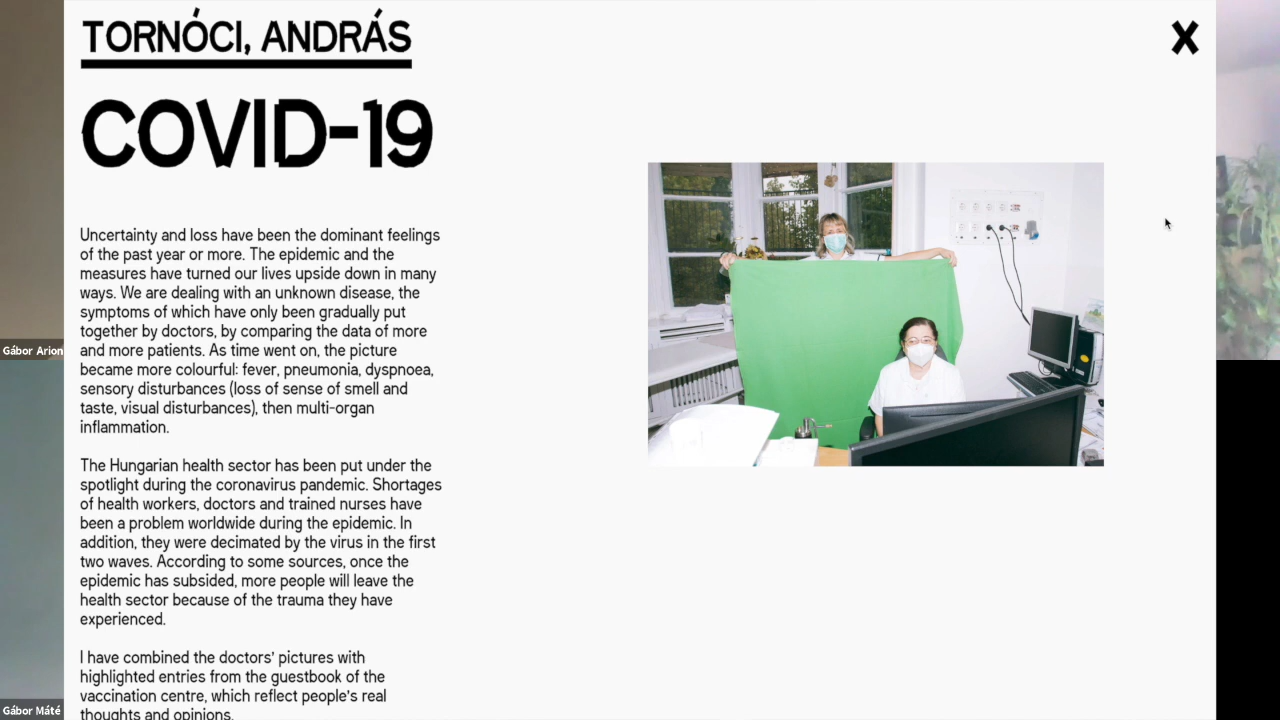 TORNÓCI, ANDRÁS
X
COVID-19
Uncertainty and loss have been the dominant feelings
of the past year or more. The epidemic and the
measures have turned our lives upside down in many
ways. We are dealing with an unknown disease, the
symptoms of which have only been gradually put
together by doctors, by comparing the data of more
and more patients. As time went on, the picture
became more colourful: fever, pneumonia, dyspnoea,
sensory disturbances (loss of sense of smell and
taste, visual disturbances), then multi-organ
inflammation.
The Hungarian health sector has been put under the
spotlight during the coronavirus pandemic. Shortages
of health workers, doctors and trained nurses have
been a problem worldwide during the epidemic. In
addition, they were decimated by the virus in the first
two waves. According to some sources, once the
epidemic has subsided, more people will leave the
health sector because of the trauma they have
experienced.
I have combined the doctors' pictures with
highlighted entries from the guestbook of the
vaccination centre, which reflect people's real
thoughts and opinions.
Gábor Arion
Gábor Máté